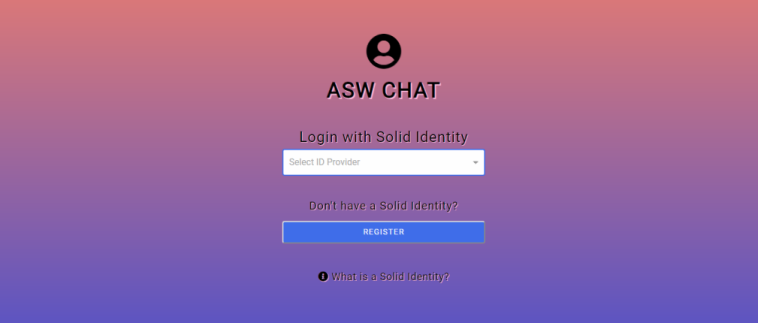 ASW CHAT
Login with Solid Identity
Select ID Provider
Don't have a Solid Identity?
REGISTER
What is a Solid Identity?